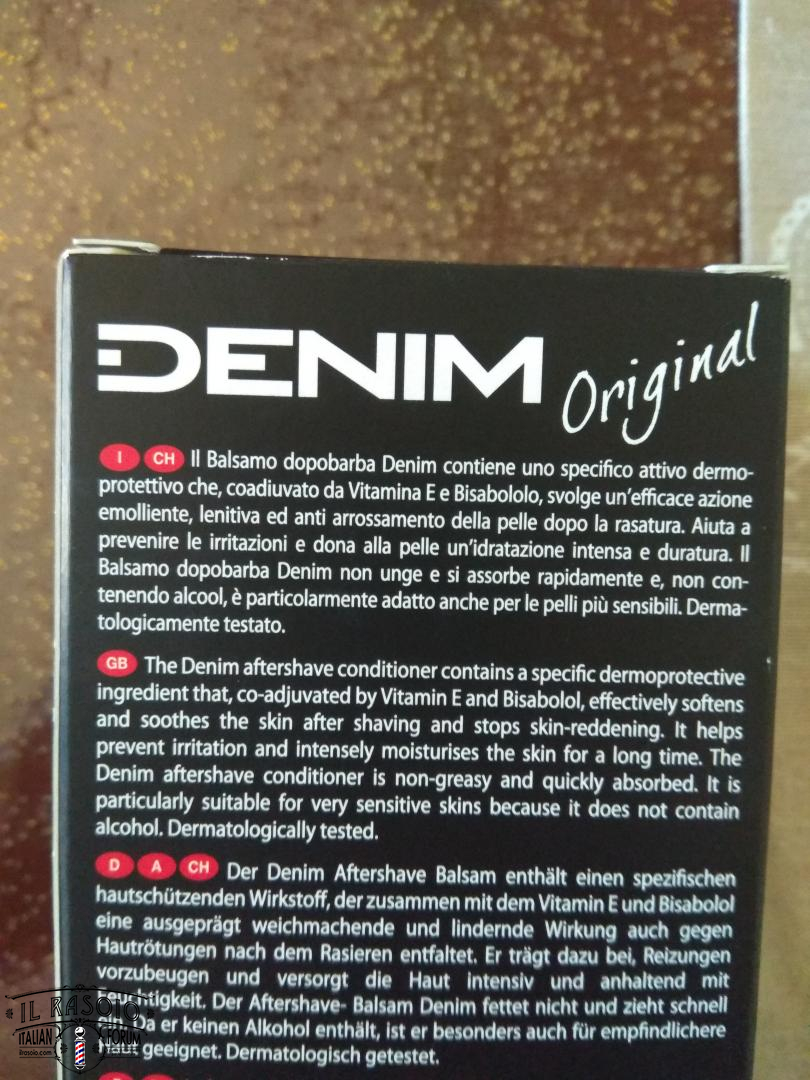 DENIM Original
I CH Il Balsamo dopobarba Denim contiene uno specifico attivo dermo-
protettivo che, coadiuvato da Vitamina E e Bisabololo, svolge un'efficace azione
emolliente, lenitiva ed anti arrossamento della pelle dopo la rasatura. Aiuta a
prevenire le irritazioni e dona alla pelle un'idratazione intensa e duratura. Il
Balsamo dopobarba Denim non unge e si assorbe rapidamente e, non con-
tenendo alcool, è particolarmente adatto anche per le pelli più sensibili. Derma-
tologicamente testato.
GB The Denim aftershave conditioner contains a specific dermoprotective
ingredient that, co-adjuvated by Vitamin E and Bisabolol, effectively softens
and soothes the skin after shaving and stops skin-reddening. It helps
prevent irritation and intensely moisturises the skin for a long time. The
Denim aftershave conditioner is non-greasy and quickly absorbed. It is
particularly suitable for very sensitive skins because it does not contain
alcohol. Dermatologically tested.
D A CH Der Denim Aftershave Balsam enthält einen spezifischen
hautschützenden Wirkstoff, der zusammen mit dem Vitamin E und Bisabolol
eine ausgeprägt weichmachende und lindernde Wirkung auch gegen
Hautrötungen nach dem Rasieren entfaltet. Er trägt dazu bei, Reizungen
vorzubeugen und versorgt die Haut intensiv und anhaltend mit
Feuchtigkeit. Der Aftershave- Balsam Denim fettet nicht und zieht schnell
Da er keinen Alkohol enthält, ist er besonders auch für empfindlichere
Haut geeignet. Dermatologisch getestet.
IL RASOIO
ITALIAN FORUM
ilrasoio.com